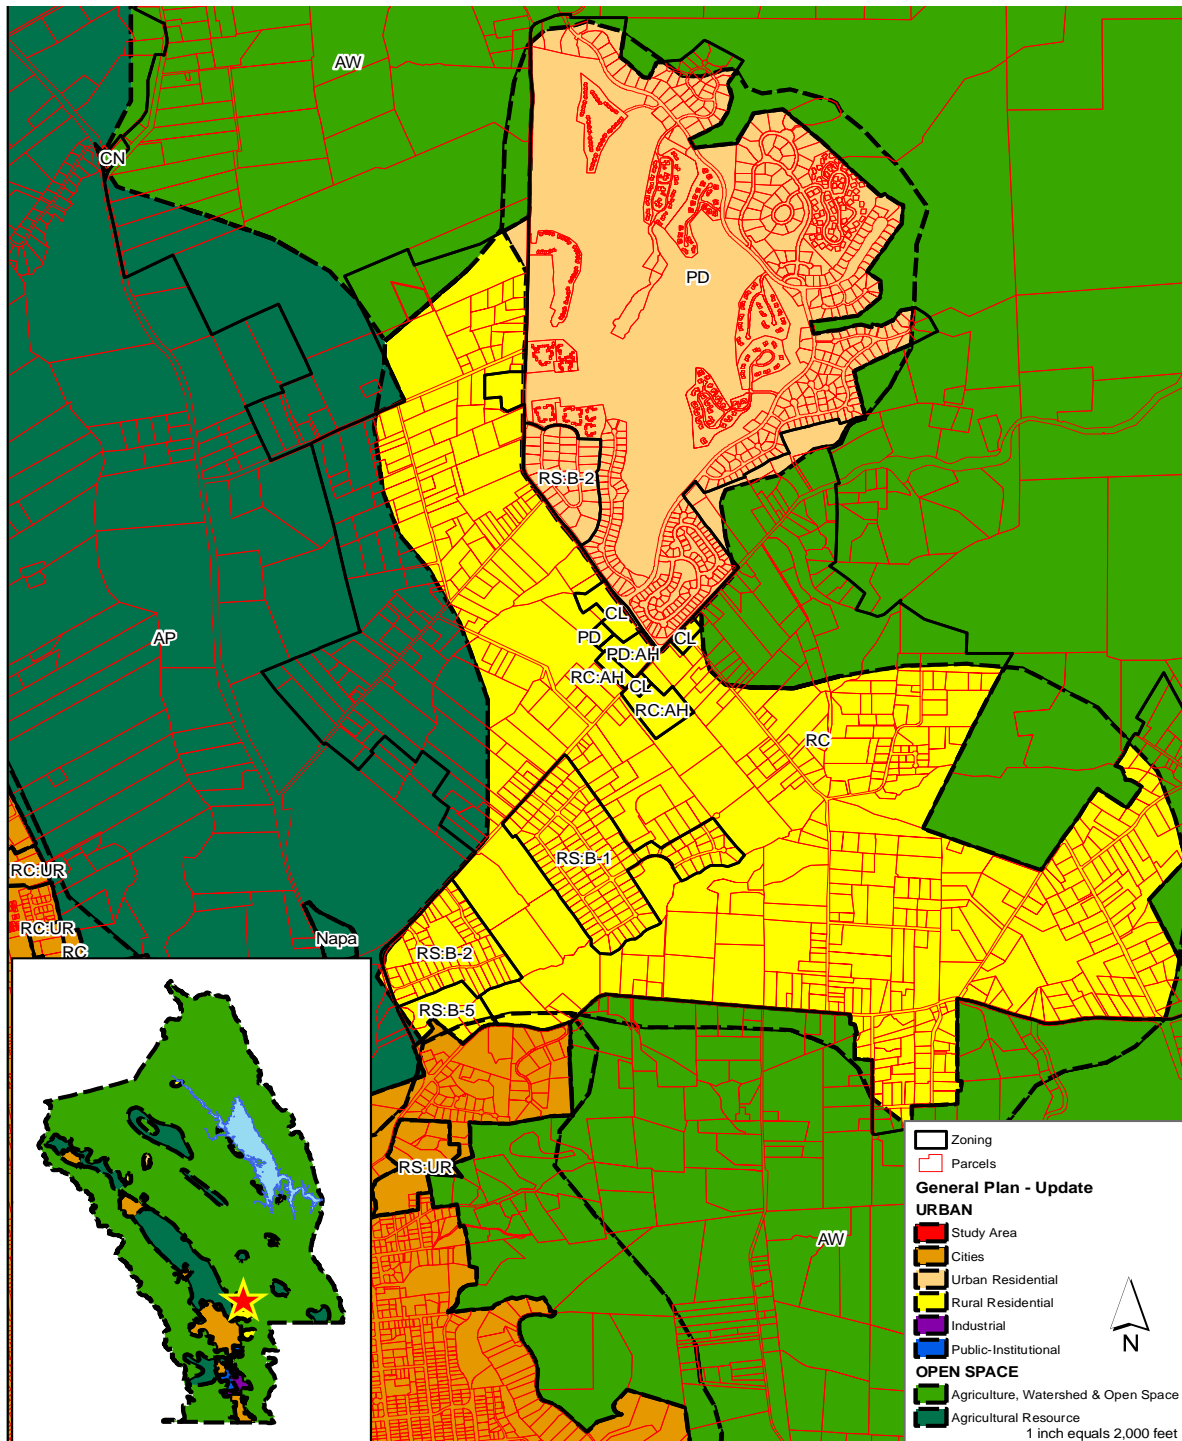 AW
CN
PD
RS:B-2
AP
CL
PD
CL
PD:AH
RC:AH
CL
RC:AH
RC
RS:B-1
RC:UR
RC:UR
Napa
RC
RS:B-2
RS:B-5
RS:UR
AW
Zoning
Parcels
General Plan - Update
URBAN
Study Area
Cities
Urban Residential
Rural Residential
Industrial
Public-Institutional
OPEN SPACE
Agriculture, Watershed & Open Space
Agricultural Resource
1 inch equals 2,000 feet
N